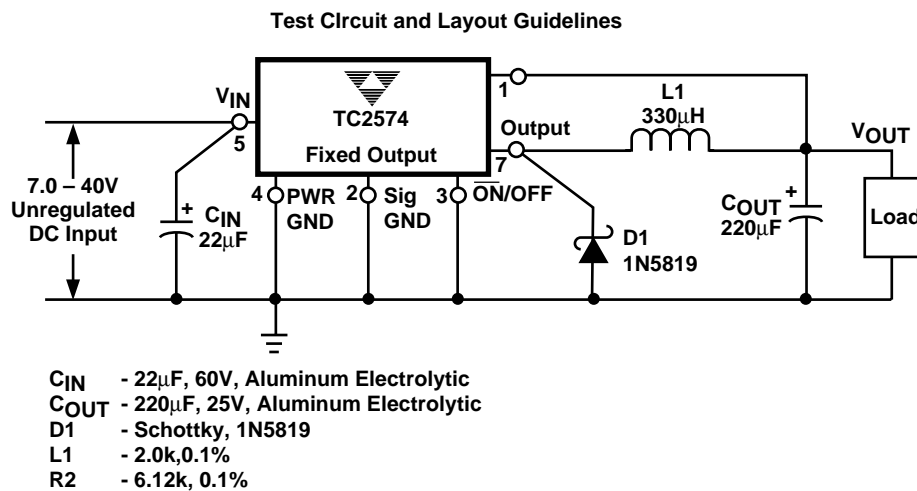 Test CIrcuit and Layout Guidelines
1
L1
330μH
VIN
TC2574
Output
VOUT
5
Fixed Output
7
7.0 – 40V
Unregulated
DC Input
4
PWR
GND
2
Sig
GND
3
ON/OFF
+
CIN
22μF
D1
1N5819
+
COUT
220μF
Load
CIN - 22μF, 60V, Aluminum Electrolytic
COUT - 220μF, 25V, Aluminum Electrolytic
D1 - Schottky, 1N5819
L1 - 2.0k,0.1%
R2 - 6.12k, 0.1%